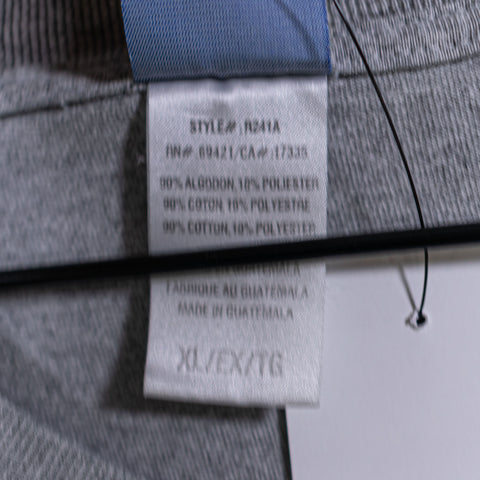 STYLE#: R241A
RN#: 69421/CA#: 17335
90% ALGODON, 10% POLIESTER
90% COTON, 10% POLYESTRE
90% COTTON, 10% POLYESTER
FABRIQUE AU GUATEMALA
MADE IN GUATEMALA
XL/EX/TG